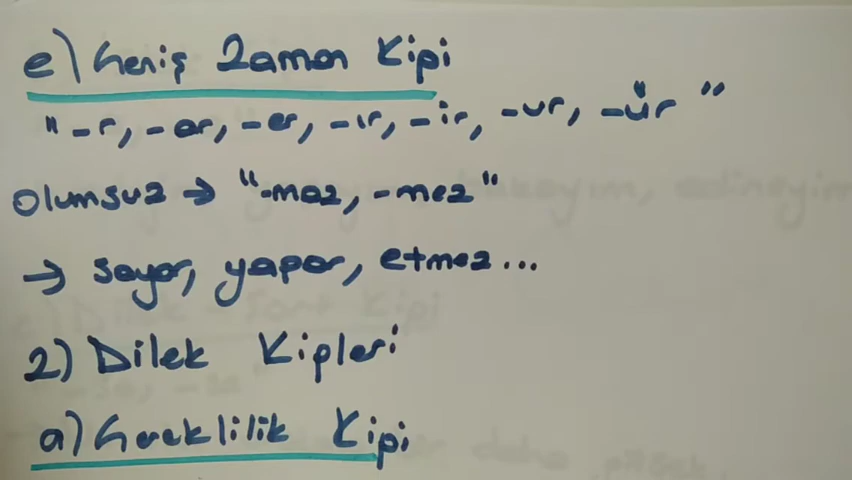 e) Geniş Zaman Kipi
"-r, -ar, -er, -ır, -ir, -ur, -ür"
olumsuz → "-maz, -mez"
→ sayar, yapar, etmez...
2) Dilek Kipleri
a) Gereklilik Kipi